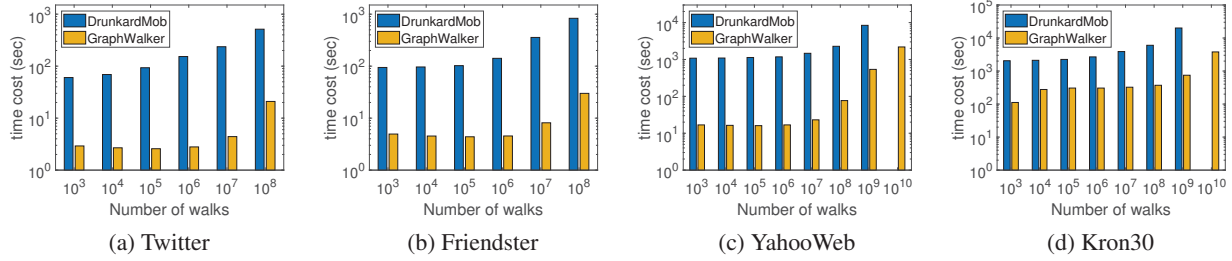 DrunkardMob
GraphWalker
time cost (sec)
10^3
10^2
10^1
10^0
10^3 10^4 10^5 10^6 10^7 10^8
Number of walks
(a) Twitter
DrunkardMob
GraphWalker
time cost (sec)
10^3
10^2
10^1
10^0
10^3 10^4 10^5 10^6 10^7 10^8
Number of walks
(b) Friendster
DrunkardMob
GraphWalker
time cost (sec)
10^4
10^3
10^2
10^1
10^0
10^3 10^4 10^5 10^6 10^7 10^8 10^9 10^10
Number of walks
(c) YahooWeb
DrunkardMob
GraphWalker
time cost (sec)
10^5
10^4
10^3
10^2
10^1
10^0
10^3 10^4 10^5 10^6 10^7 10^8 10^9 10^10
Number of walks
(d) Kron30